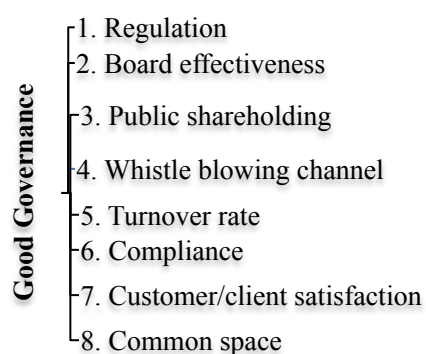 Good Governance
1. Regulation
2. Board effectiveness
3. Public shareholding
4. Whistle blowing channel
5. Turnover rate
6. Compliance
7. Customer/client satisfaction
8. Common space